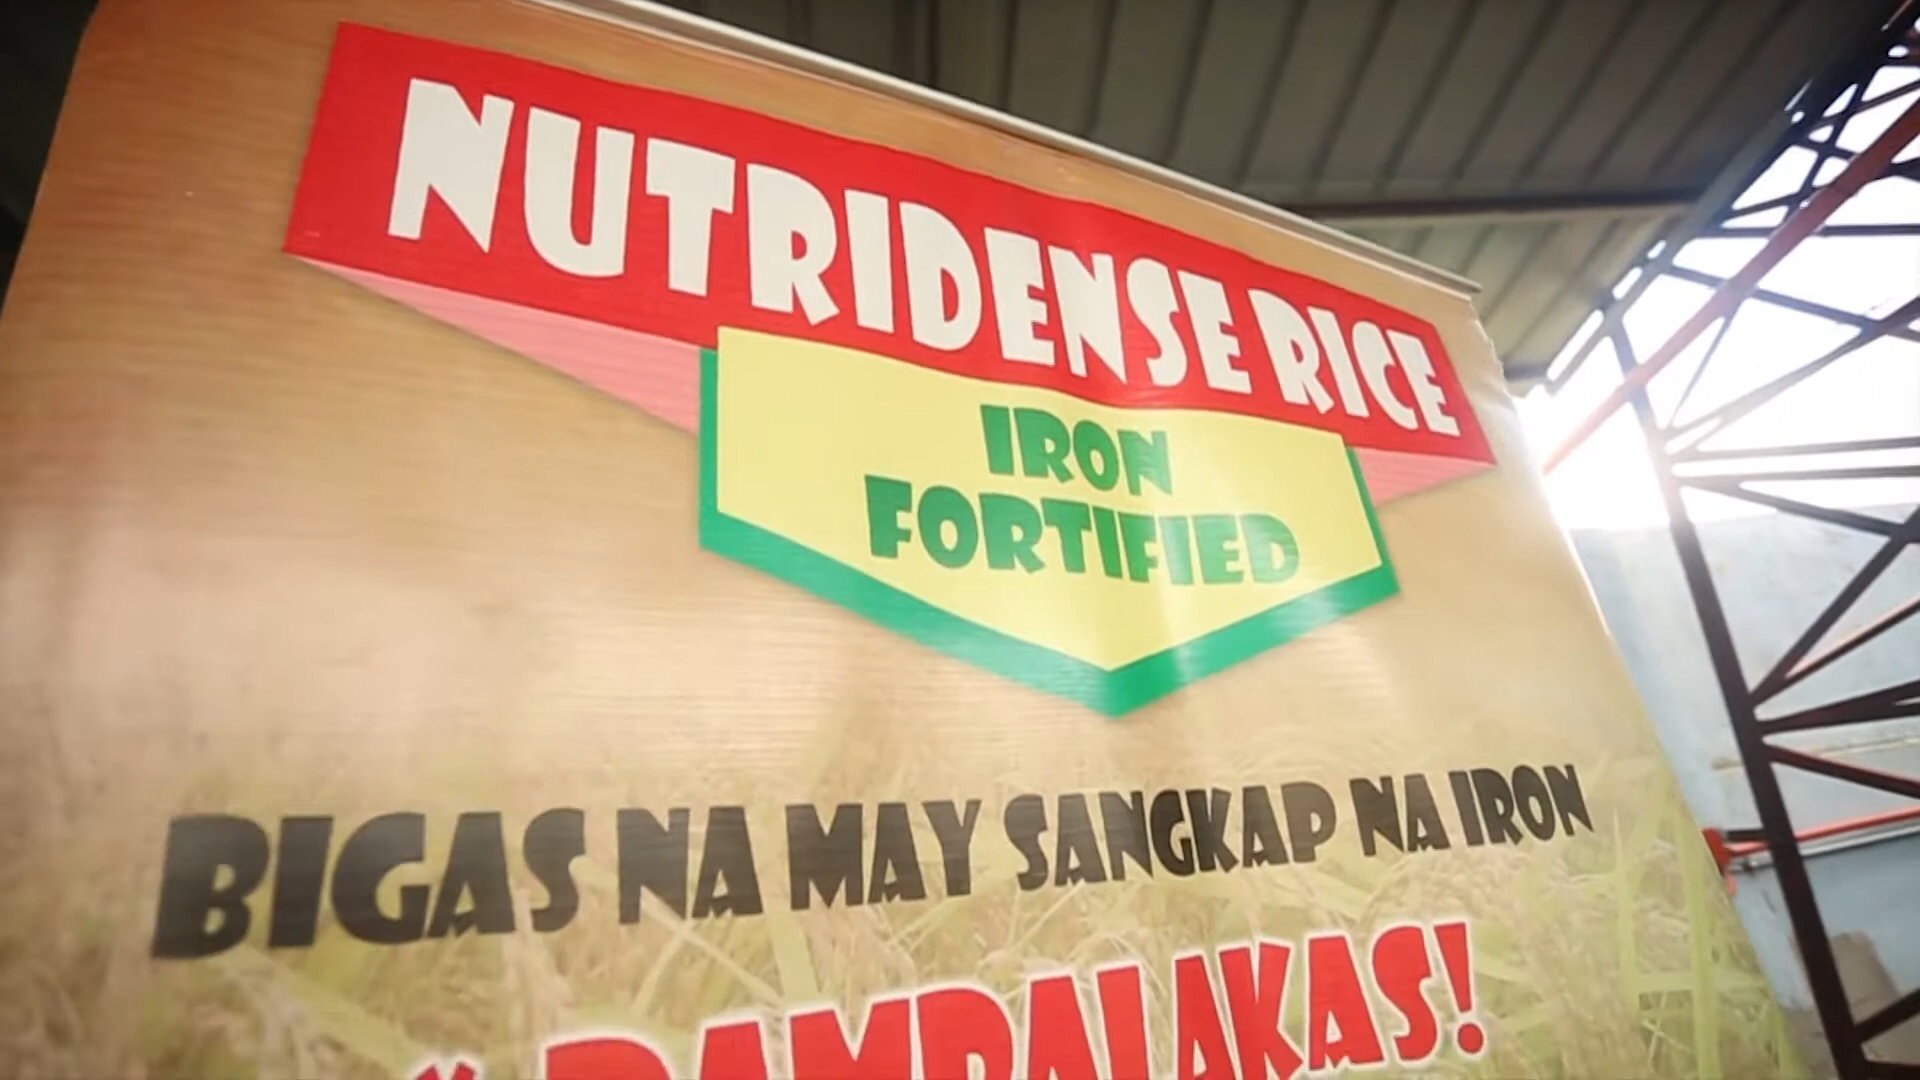 NUTRIDENSE RICE
IRON
FORTIFIED
BIGAS NA MAY SANGKAP NA IRON
PAMPALAKAS!